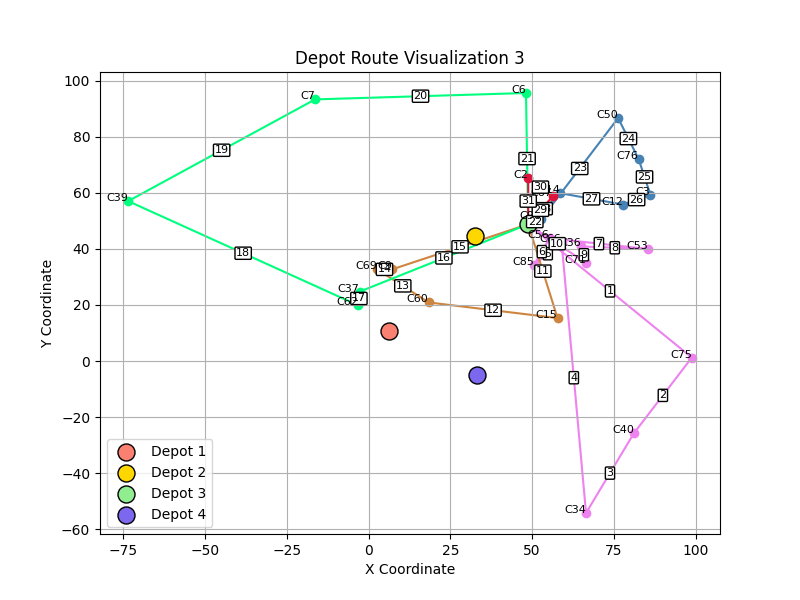 Depot Route Visualization 3
100
80
60
40
20
0
−20
−40
−60
−75
−50
−25
0
25
50
75
100
X Coordinate
Y Coordinate
C7
20
C6
C50
24
19
21
23
C76
C2
25
C39
30
C3
31
27
C12
26
29
22
18
15
10
7
8
C53
16
6
9
C69
14
C85
C71
11
13
C37
17
1
C60
12
C15
C75
4
2
C40
3
C34
Depot 1
Depot 2
Depot 3
Depot 4